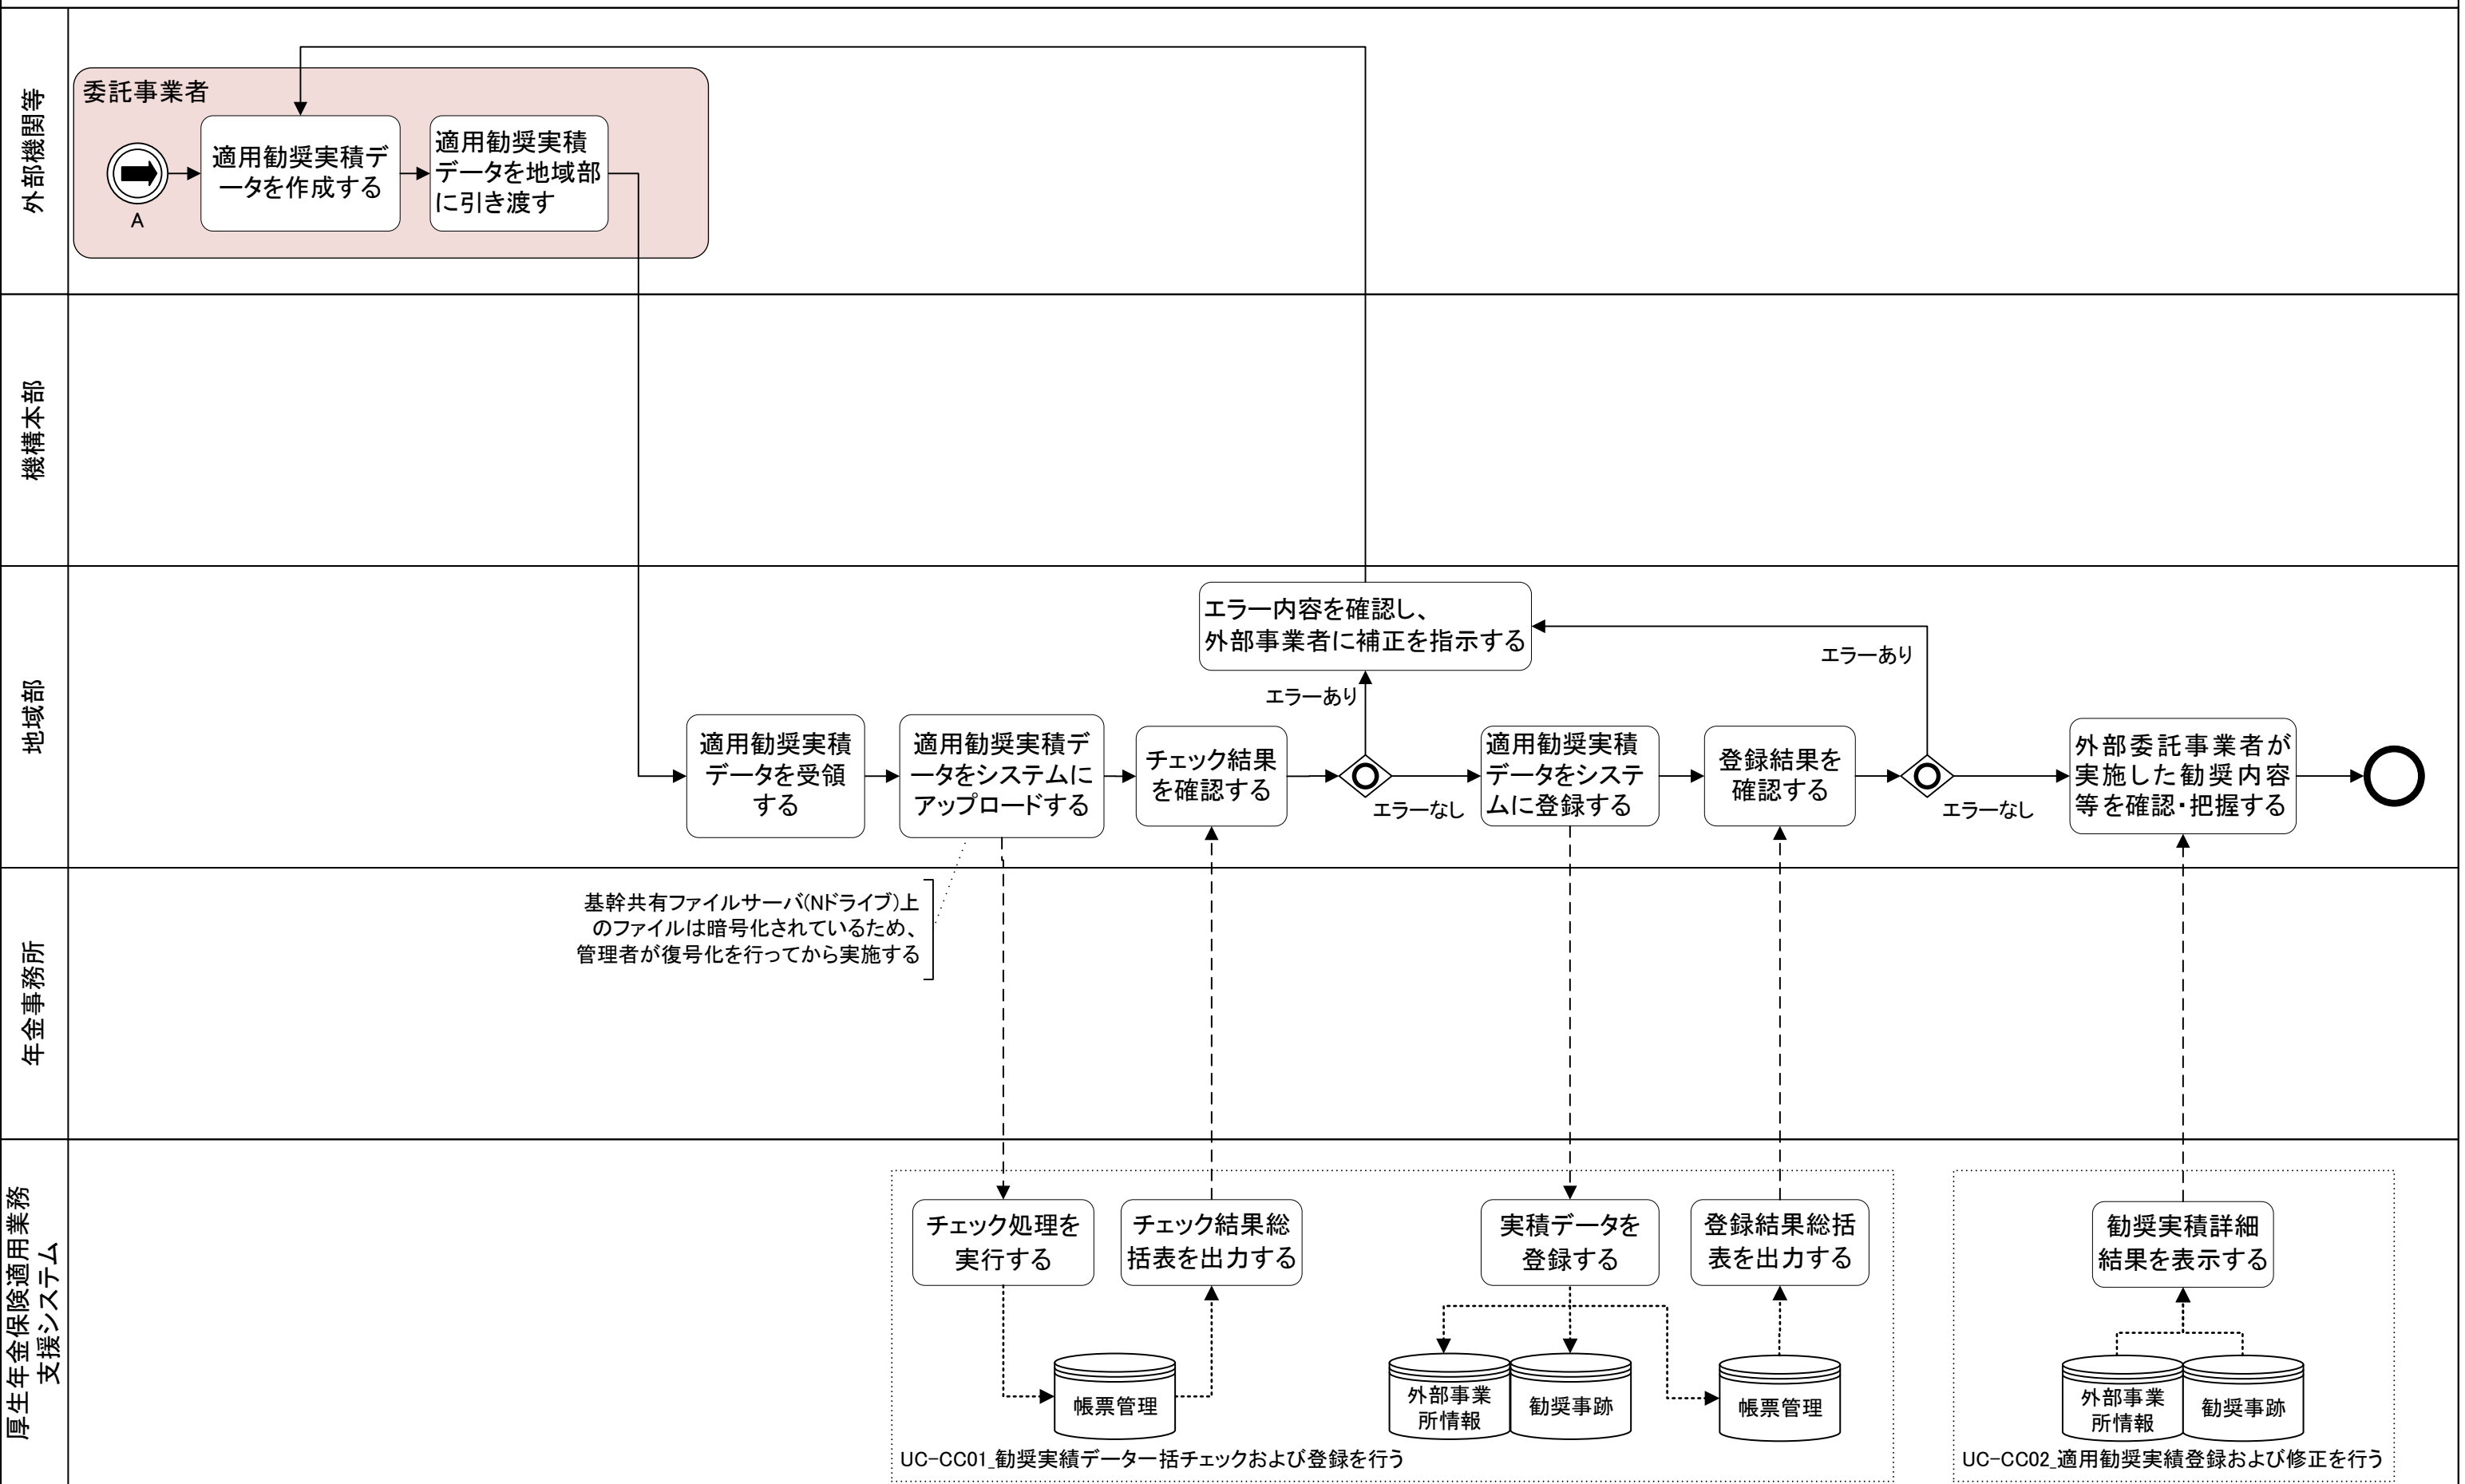 外部機関等
委託事業者
A
適用勧奨実積デ
ータを作成する
適用勧奨実積
データを地域部
に引き渡す
機構本部
地域部
エラー内容を確認し、
外部事業者に補正を指示する
エラーあり
エラーあり
適用勧奨実積
データを受領
する
適用勧奨実積デ
ータをシステムに
アップロードする
チェック結果
を確認する
エラーなし
適用勧奨実積
データをシステ
ムに登録する
登録結果を
確認する
エラーなし
外部委託事業者が
実施した勧奨内容
等を確認・把握する
年金事務所
基幹共有ファイルサーバ(Nドライブ)上
のファイルは暗号化されているため、
管理者が復号化を行ってから実施する
厚生年金保険適用業務
支援システム
チェック処理を
実行する
チェック結果総
括表を出力する
実積データを
登録する
登録結果総括
表を出力する
勧奨実積詳細
結果を表示する
帳票管理
外部事業
所情報
勧奨事跡
帳票管理
外部事業
所情報
勧奨事跡
UC-CC01_勧奨実積データ一括チェックおよび登録を行う
UC-CC02_適用勧奨実積登録および修正を行う